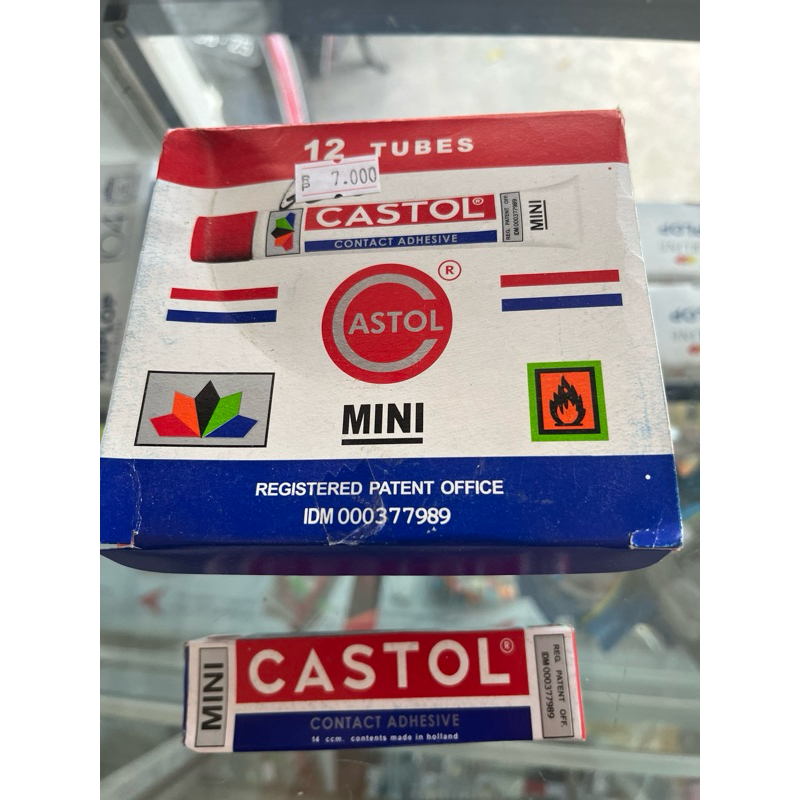 12 TUBES
7.000
CASTOL®
CONTACT ADHESIVE
REG. PATENT OFF.
IDM 000377989
MINI
®
CASTOL
MINI
REGISTERED PATENT OFFICE
IDM 000377989
MINI
CASTOL®
CONTACT ADHESIVE
14 ccm. contents made in holland
REG. PATENT OFF.
IDM 000377989